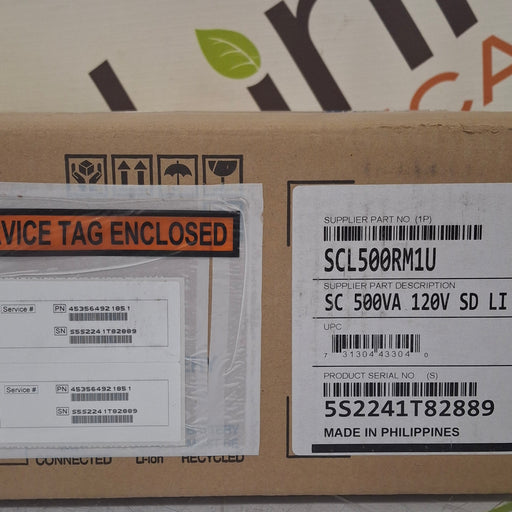 CA
VICE TAG ENCLOSED
Service #
PN 453564921851
SN 5S2241T82889
Service #
PN 453564921851
SN 5S2241T82889
CONNECTED Li-ion RECYCLED
SUPPLIER PART NO (1P)
SCL500RM1U
SUPPLIER PART DESCRIPTION
SC 500VA 120V SD LI
UPC
7 31304 43304 0
PRODUCT SERIAL NO (S)
5S2241T82889
MADE IN PHILIPPINES